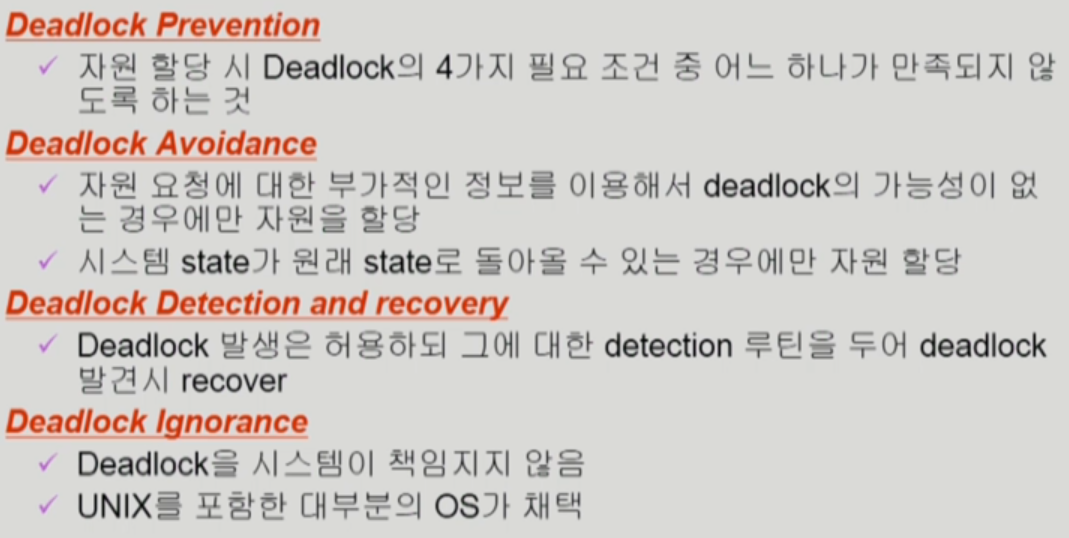 Deadlock Prevention
✓ 자원 할당 시 Deadlock의 4가지 필요 조건 중 어느 하나가 만족되지 않
도록 하는 것
Deadlock Avoidance
✓ 자원 요청에 대한 부가적인 정보를 이용해서 deadlock의 가능성이 없
는 경우에만 자원을 할당
✓ 시스템 state가 원래 state로 돌아올 수 있는 경우에만 자원 할당
Deadlock Detection and recovery
✓ Deadlock 발생은 허용하되 그에 대한 detection 루틴을 두어 deadlock
발견시 recover
Deadlock Ignorance
✓ Deadlock을 시스템이 책임지지 않음
✓ UNIX를 포함한 대부분의 OS가 채택